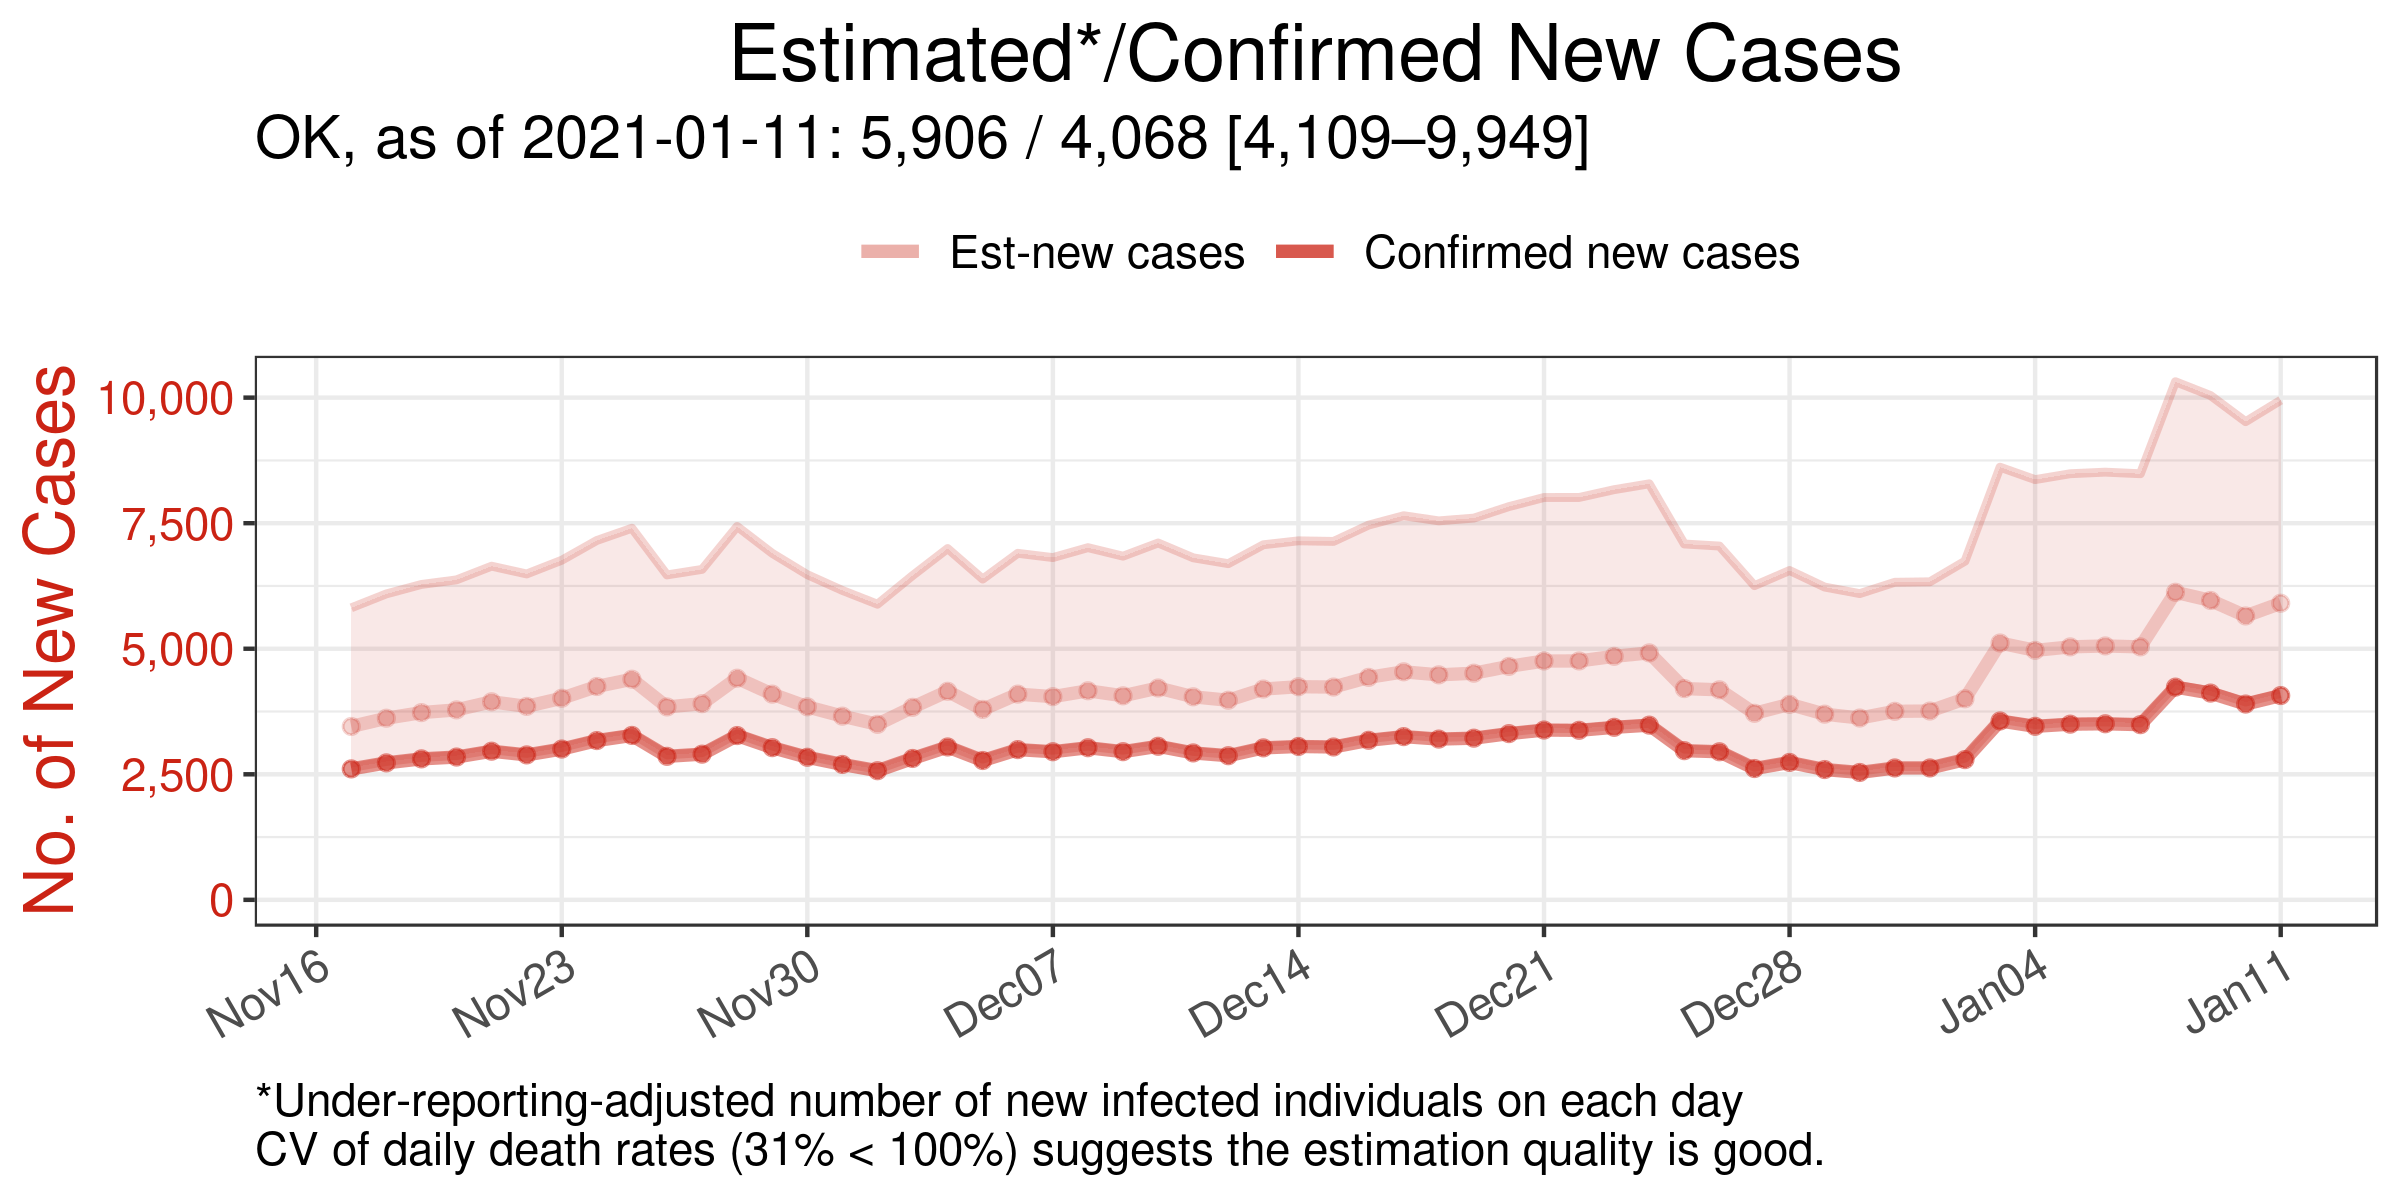 Estimated*/Confirmed New Cases
OK, as of 2021-01-11: 5,906 / 4,068 [4,109–9,949]
Est-new cases Confirmed new cases
No. of New Cases
10,000
7,500
5,000
2,500
0
Nov16 Nov23 Nov30 Dec07 Dec14 Dec21 Dec28 Jan04 Jan11
*Under-reporting-adjusted number of new infected individuals on each day
CV of daily death rates (31% < 100%) suggests the estimation quality is good.